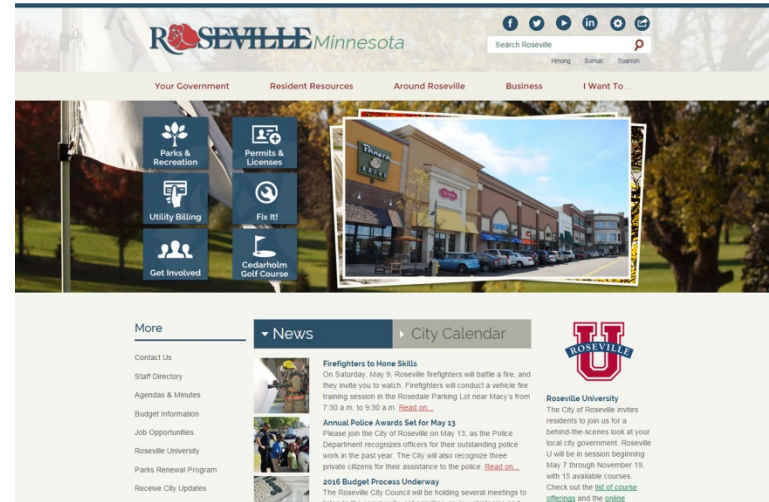 ROSEVILLE Minnesota
Search Roseville
Hmong Somali Spanish
Your Government Resident Resources Around Roseville Business I Want To...
Parks &
Recreation
Permits &
Licenses
Utility Billing
Fix It!
Get Involved
Cedarholm
Golf Course
Panera
BREAD
More
Contact Us
Staff Directory
Agendas & Minutes
Budget Information
Job Opportunities
Roseville University
Parks Renewal Program
Receive City Updates
News
City Calendar
Firefighters to Hone Skills
On Saturday, May 9, Roseville firefighters will battle a fire, and
they invite you to watch. Firefighters will conduct a vehicle fire
training session in the Rosedale Parking Lot near Macy's from
7:30 a.m. to 9:30 a.m. Read on...
Annual Police Awards Set for May 13
Please join the City of Roseville on May 13, as the Police
Department recognizes officers for their outstanding police
work in the past year. The City will also recognize three
private citizens for their assistance to the police. Read on...
2016 Budget Process Underway
The Roseville City Council will be holding several meetings to
U
ROSEVILLE
Roseville University
The City of Roseville invites
residents to join us for a
behind-the-scenes look at your
local city government. Roseville
U will be in session beginning
May 7 through November 19,
with 15 available courses.
Check out the list of course
offerings and the online